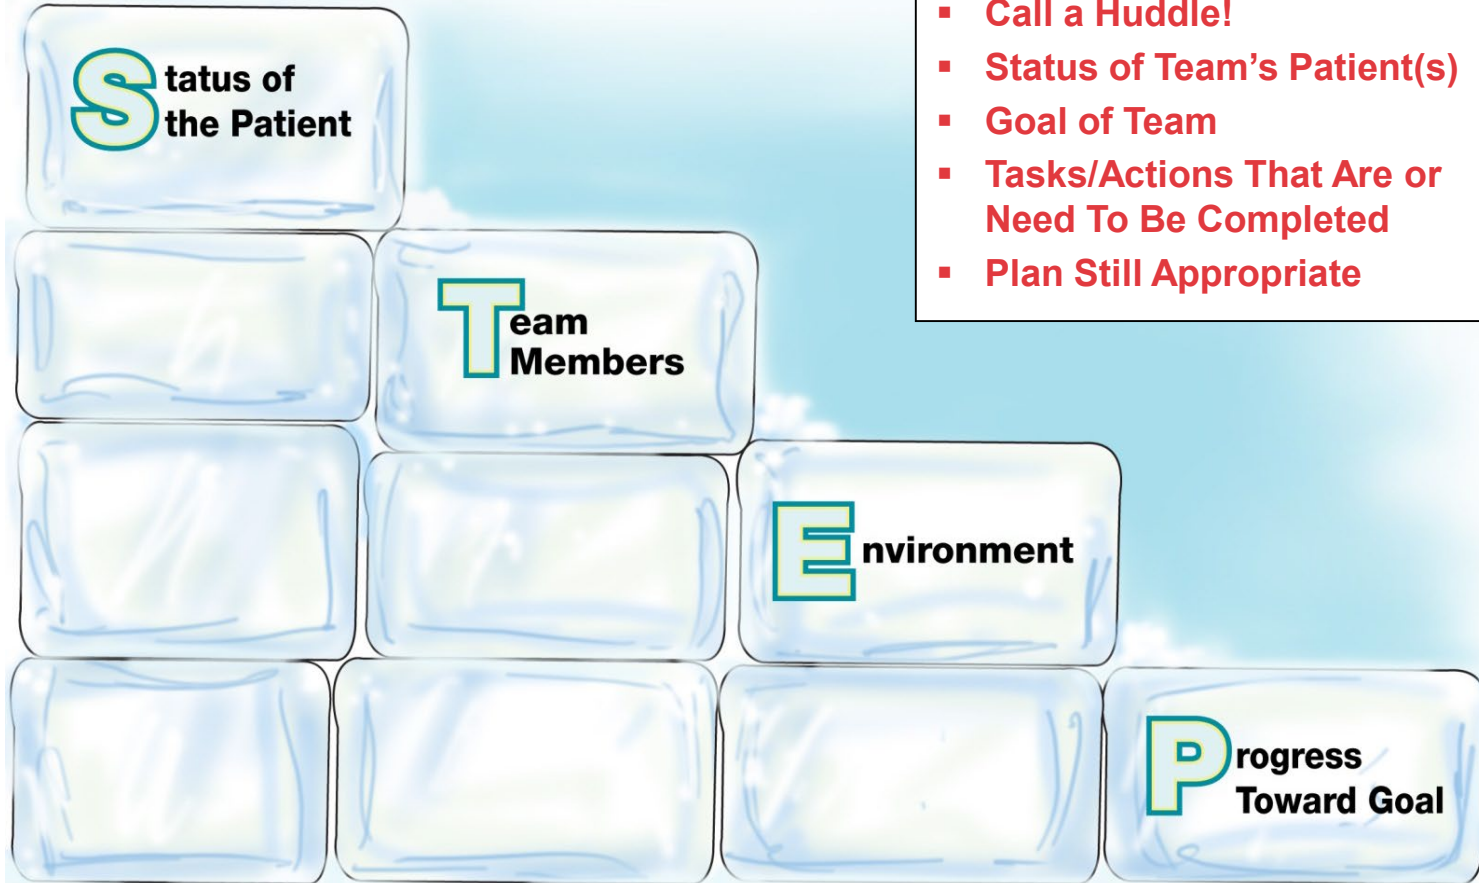 Status of
the Patient
Team
Members
Environment
Progress
Toward Goal
▪ Call a Huddle!
▪ Status of Team’s Patient(s)
▪ Goal of Team
▪ Tasks/Actions That Are or
Need To Be Completed
▪ Plan Still Appropriate